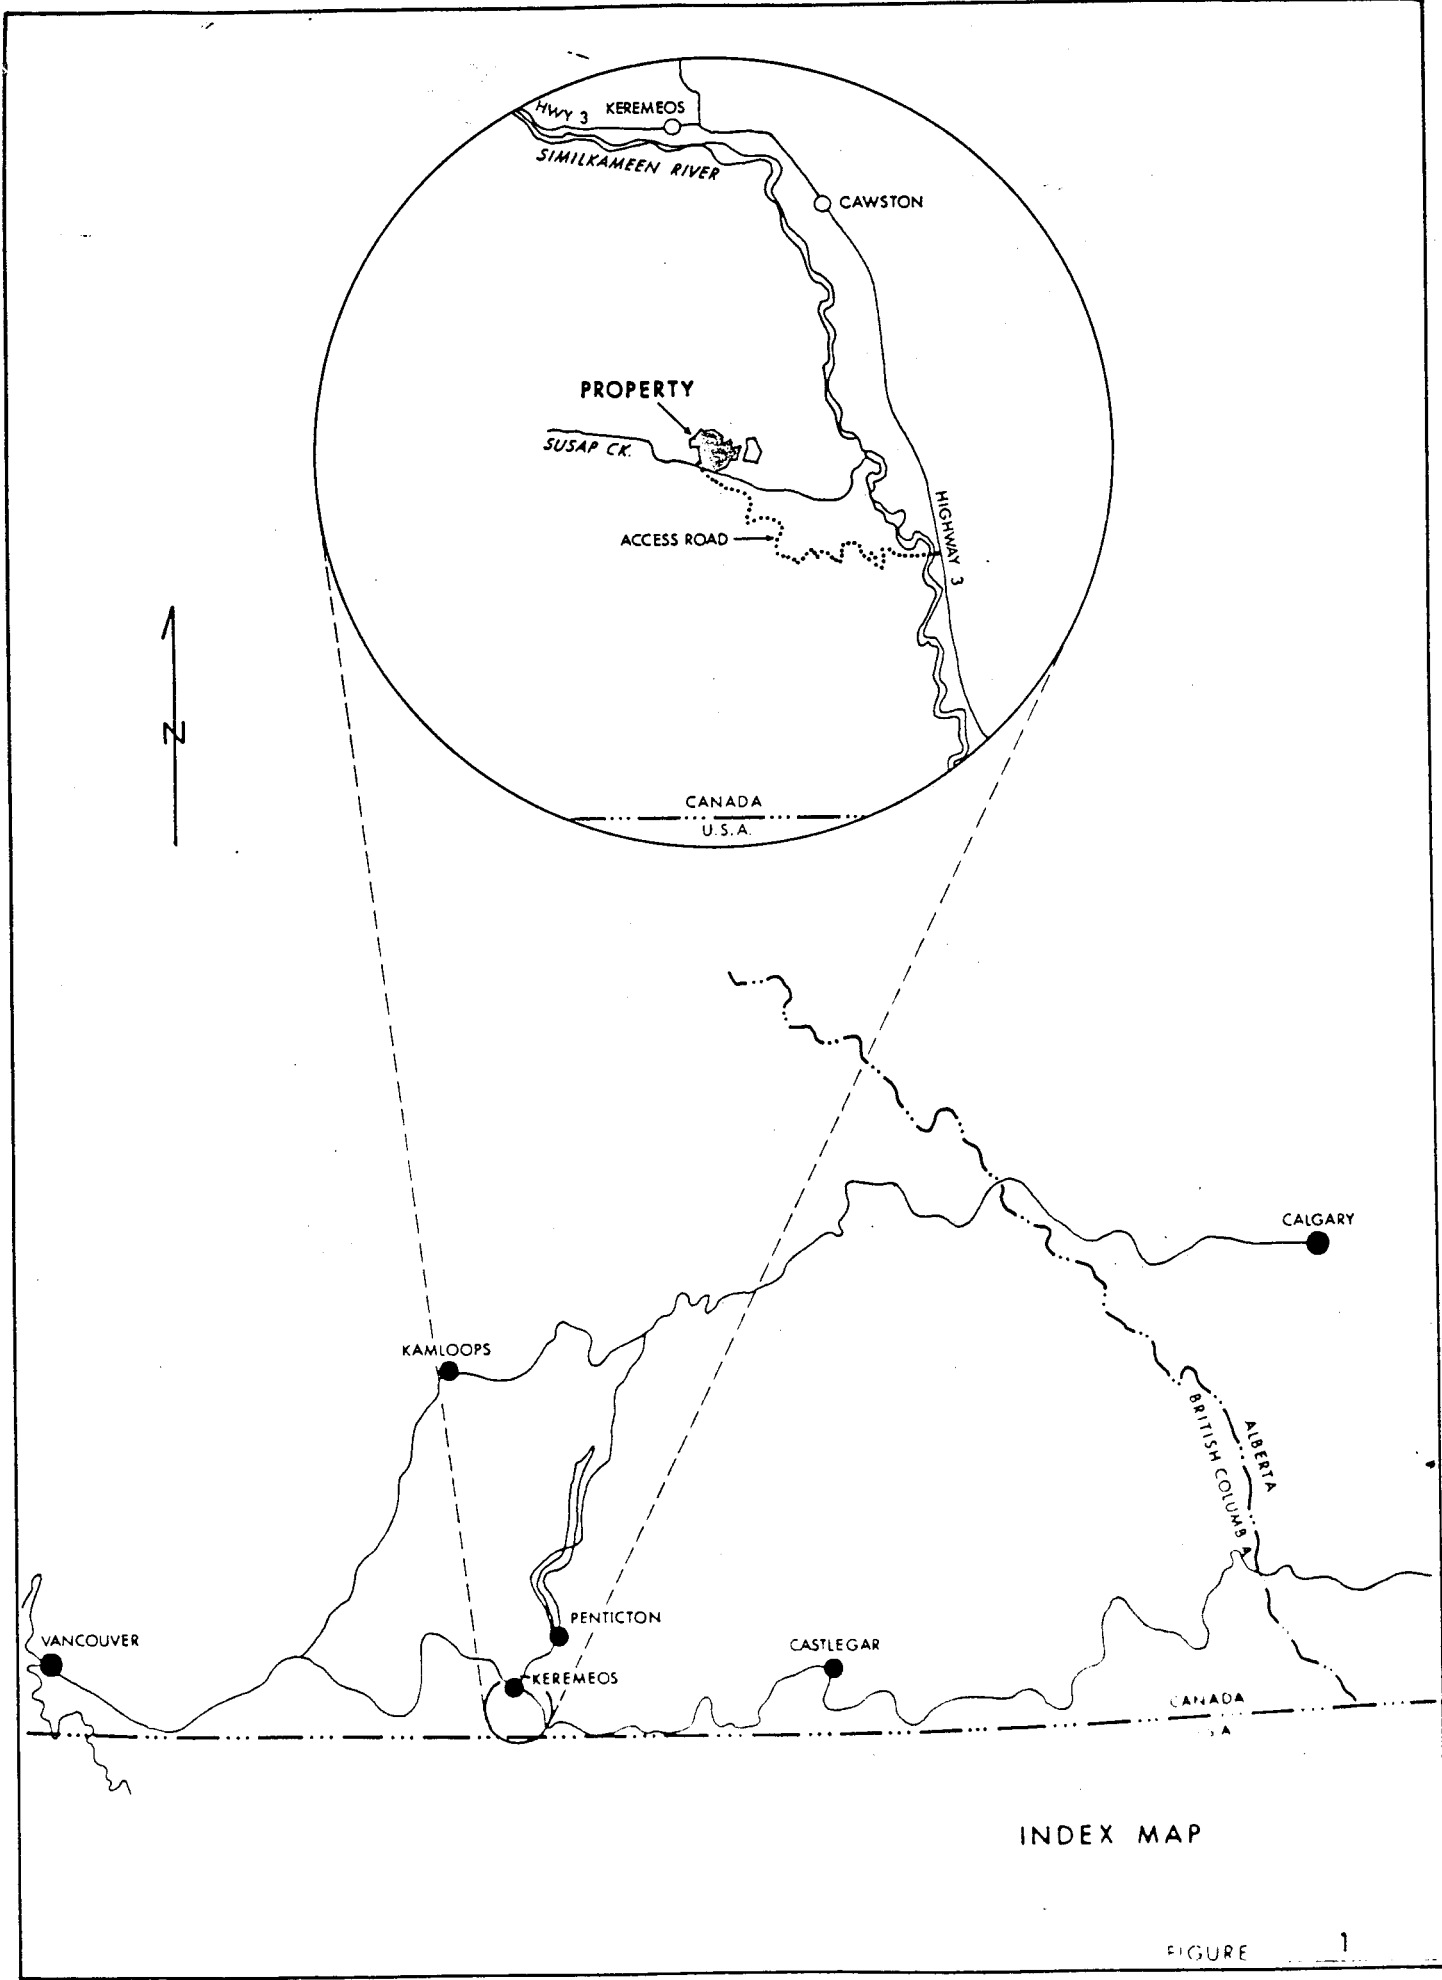 HWY 3
KEREMEOS
SIMILKAMEEN RIVER
CAWSTON
PROPERTY
SUSAP CK.
HIGHWAY 3
ACCESS ROAD
N
CANADA
U.S.A.
CALGARY
KAMLOOPS
ALBERTA
BRITISH COLUMB A
PENTICTON
VANCOUVER
CASTLEGAR
KEREMEOS
CANADA
S A
INDEX MAP
FIGURE 1